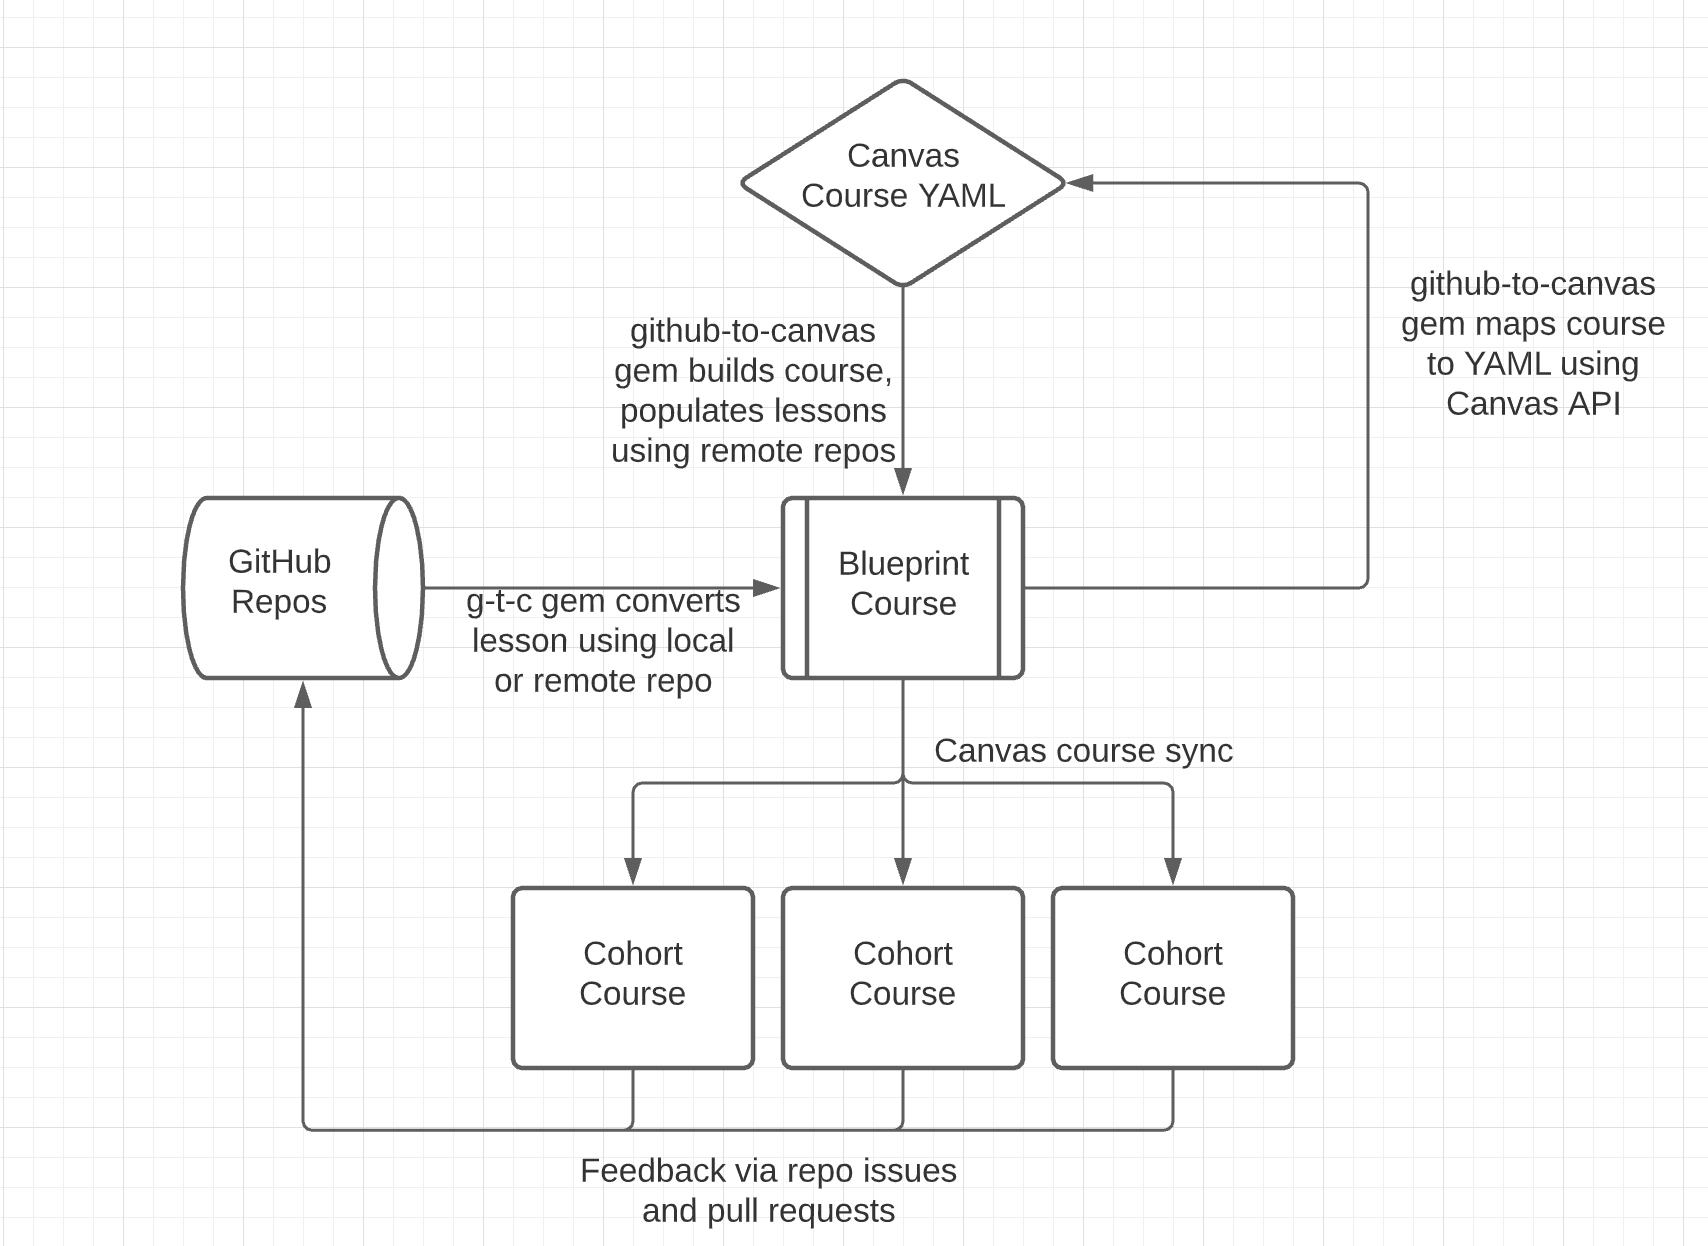 Canvas
Course YAML
github-to-canvas
gem maps course
to YAML using
Canvas API
github-to-canvas
gem builds course,
populates lessons
using remote repos
GitHub
Repos
g-t-c gem converts
lesson using local
or remote repo
Blueprint
Course
Canvas course sync
Cohort
Course
Cohort
Course
Cohort
Course
Feedback via repo issues
and pull requests